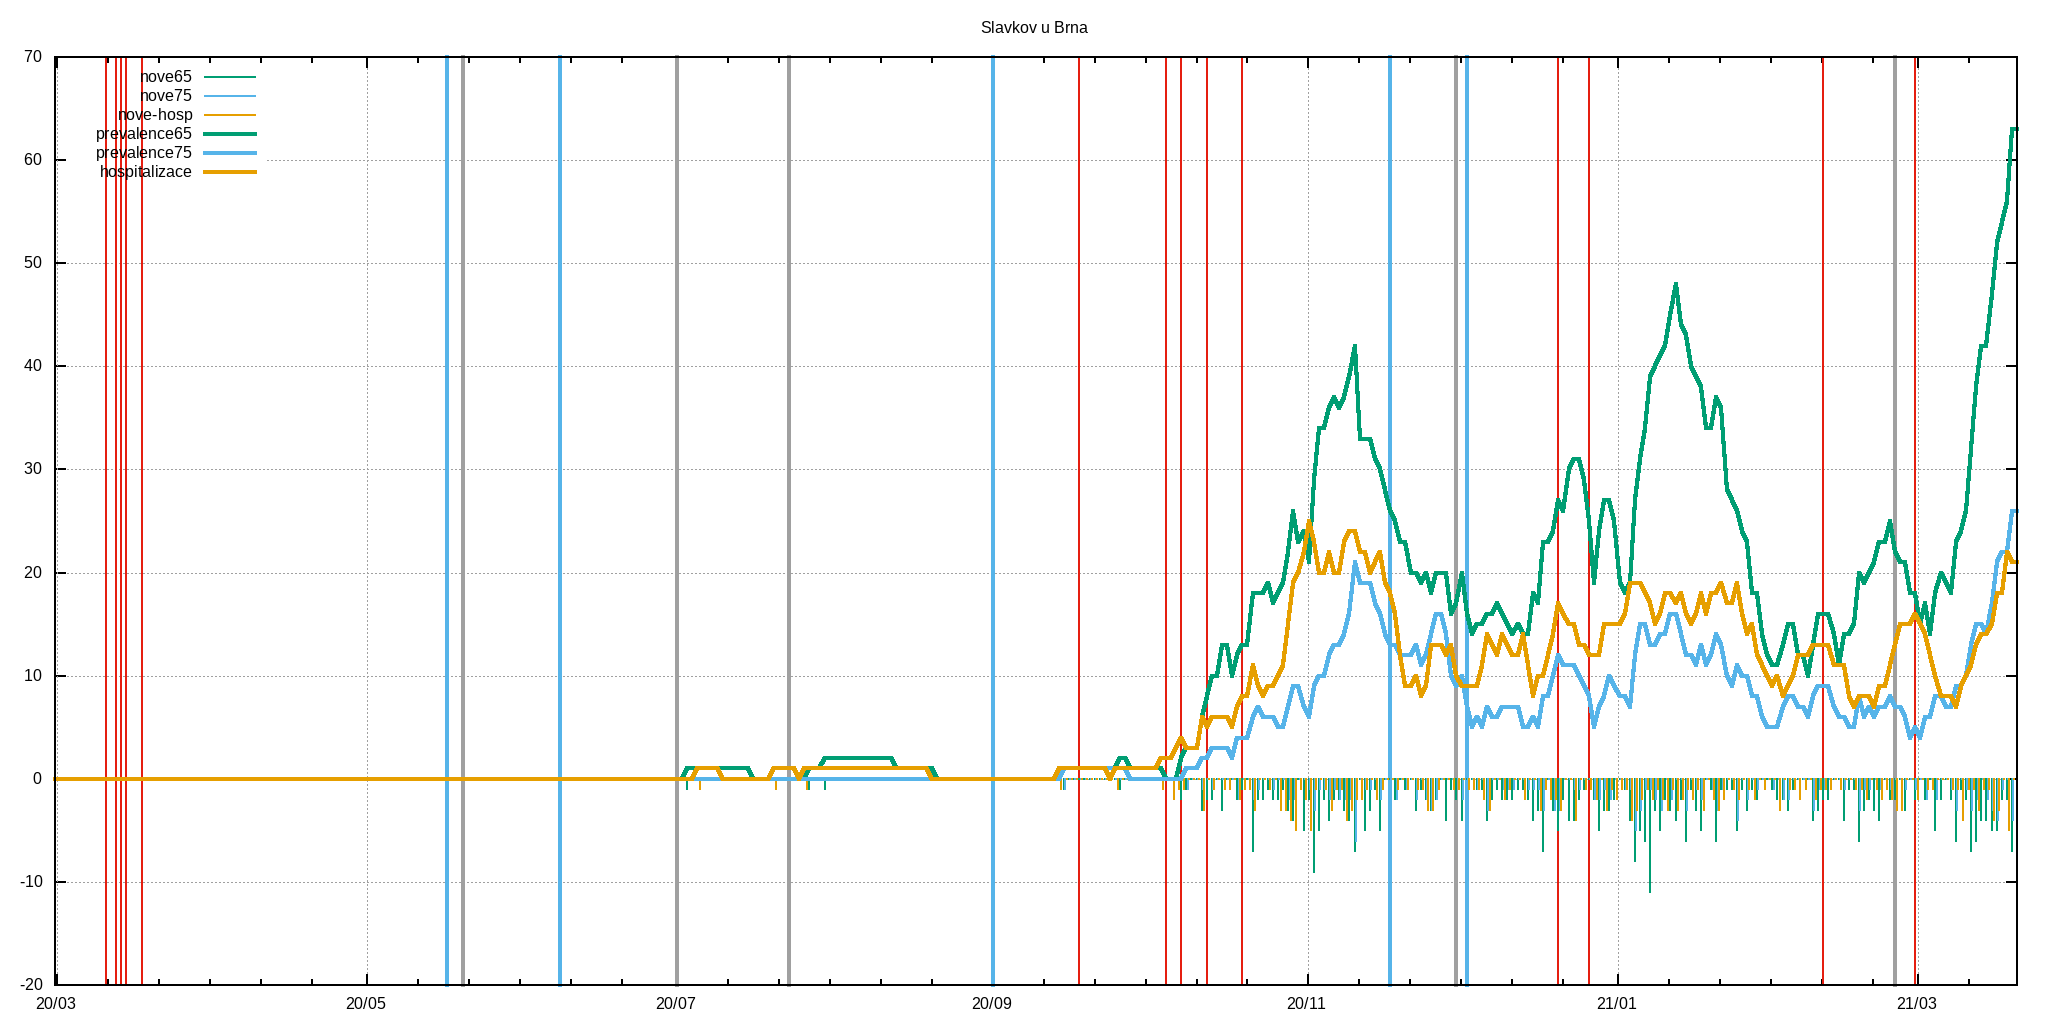 Slavkov u Brna
70
60
50
40
30
20
10
0
-10
-20
nove65
nove75
nove-hosp
prevalence65
prevalence75
hospitalizace
20/03 20/05 20/07 20/09 20/11 21/01 21/03